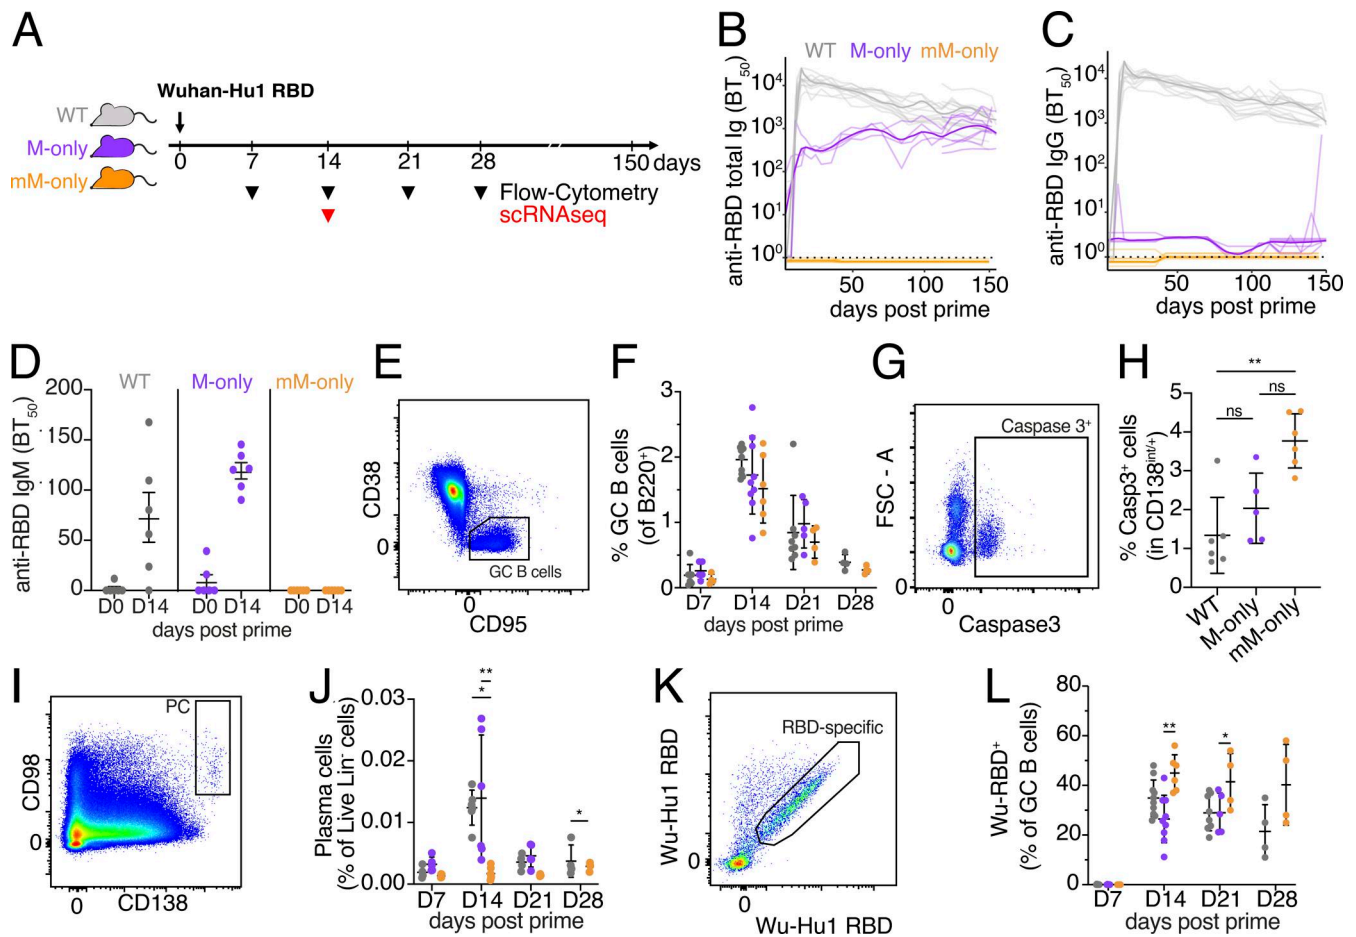 A
Wuhan-Hu1 RBD
WT
M-only
mM-only
0 7 14 21 28 150 days
Flow-Cytometry
scRNAseq
B
WT M-only mM-only
anti-RBD total Ig (BT50)
10^4
10^3
10^2
10^1
10^0
50 100 150
days post prime
C
anti-RBD IgG (BT50)
10^4
10^3
10^2
10^1
10^0
50 100 150
days post prime
D
WT M-only mM-only
anti-RBD IgM (BT50)
200
150
100
50
0
D0 D14 D0 D14 D0 D14
days post prime
E
CD38
0
GC B cells
0
CD95
F
% GC B cells
(of B220+)
3
2
1
0
D7 D14 D21 D28
days post prime
G
FSC - A
Caspase 3+
0
0
Caspase3
H
% Casp3+ cells
(in CD138int/+)
**
ns
ns
5
4
3
2
1
0
WT
M-only
mM-only
I
PC
CD98
0
0
CD138
J
Plasma cells
(% of Live Lin- cells)
**
*
*
0.03
0.02
0.01
0.00
D7 D14 D21 D28
days post prime
K
RBD-specific
Wu-Hu1 RBD
0
0
Wu-Hu1 RBD
L
Wu-RBD+
(% of GC B cells)
80
60
40
20
0
**
*
D7 D14 D21 D28
days post prime